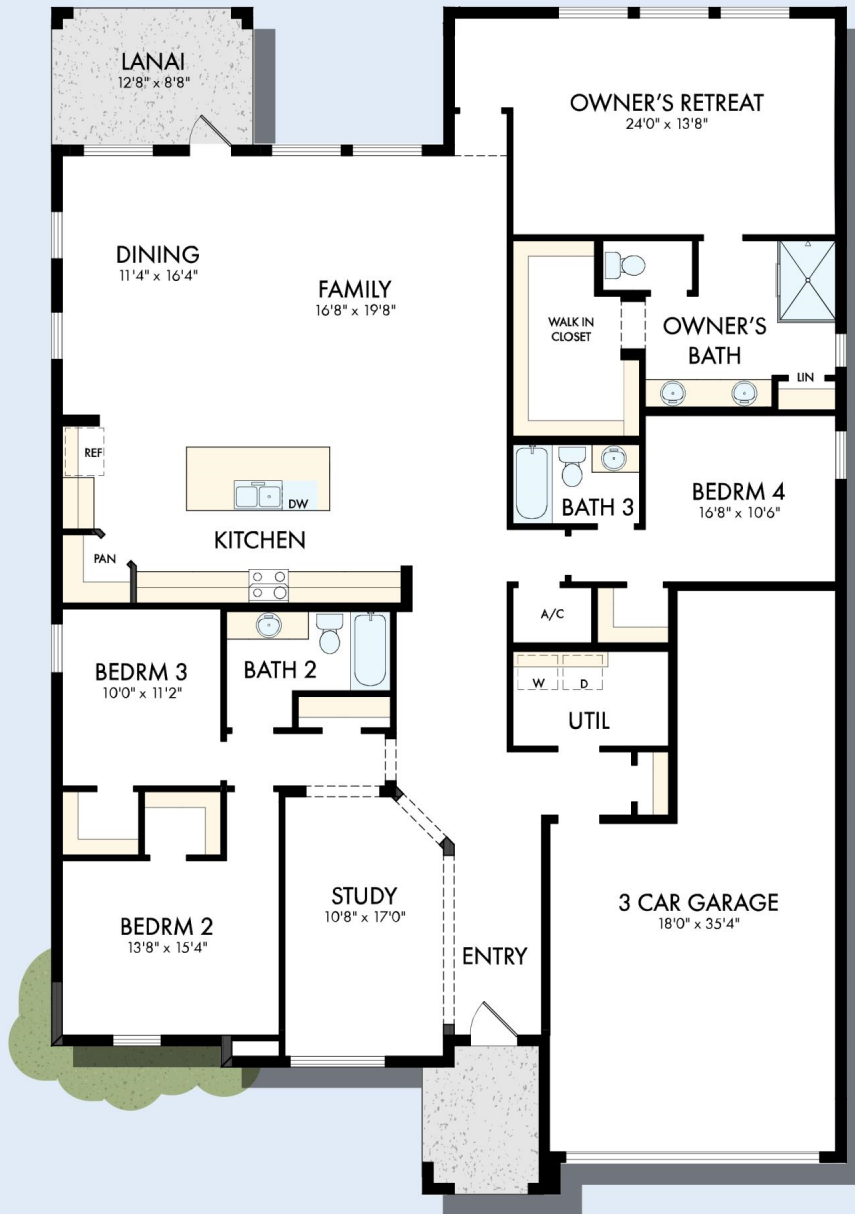 LANAI
12'8" x 8'8"
OWNER'S RETREAT
24'0" x 13'8"
DINING
11'4" x 16'4"
FAMILY
16'8" x 19'8"
WALK IN
CLOSET
OWNER'S
BATH
LIN
REF
DW
KITCHEN
PAN
BATH 3
BEDRM 4
16'8" x 10'6"
A/C
BEDRM 3
10'0" x 11'2"
BATH 2
W
D
UTIL
STUDY
10'8" x 17'0"
3 CAR GARAGE
18'0" x 35'4"
BEDRM 2
13'8" x 15'4"
ENTRY